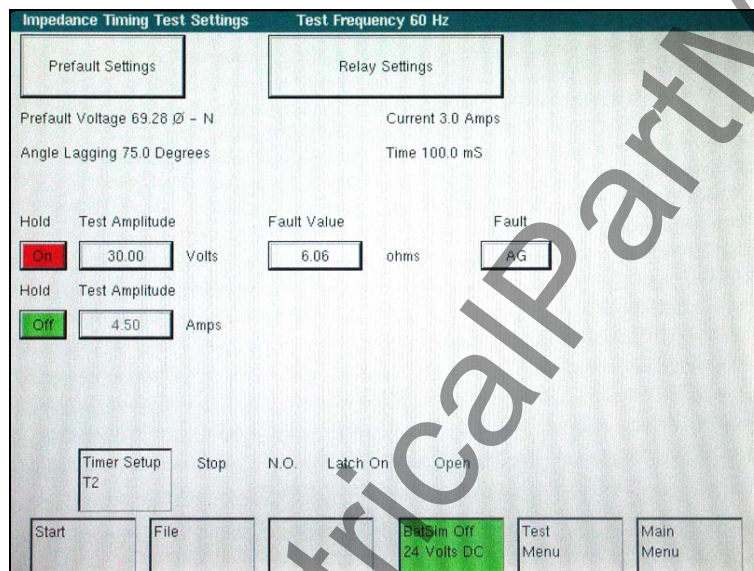 Impedance Timing Test Settings Test Frequency 60 Hz
Prefault Settings Relay Settings
Prefault Voltage 69.28 Ø - N Current 3.0 Amps
Angle Lagging 75.0 Degrees Time 100.0 mS
Hold Test Amplitude Fault Value Fault
On 30.00 Volts 6.06 ohms AG
Hold Test Amplitude
Off 4.50 Amps
Timer Setup Stop N.O. Latch On Open
T2
Start File BatSim Off Test Main
24 Volts DC Menu Menu
tricalPartM